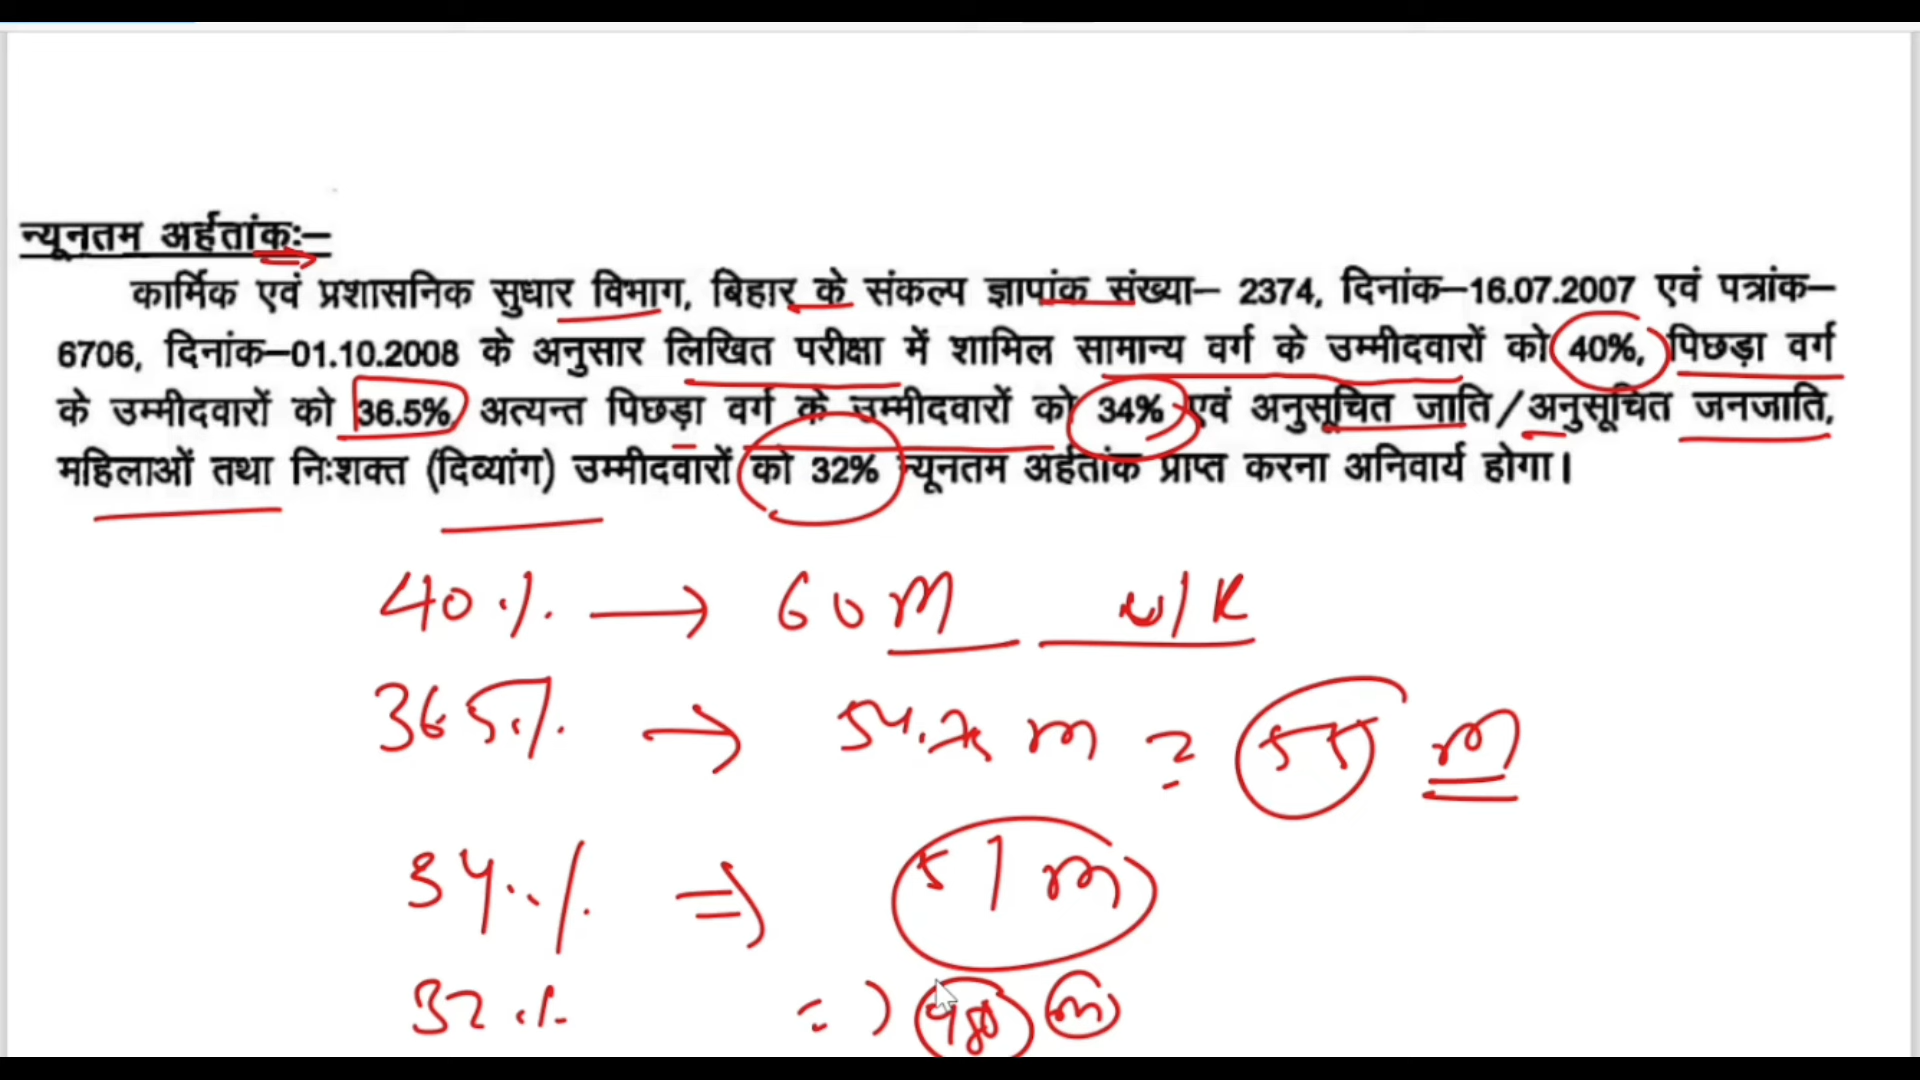 न्यूनतम अर्हतांकः–
कार्मिक एवं प्रशासनिक सुधार विभाग, बिहार के संकल्प ज्ञापांक संख्या– 2374, दिनांक–16.07.2007 एवं पत्रांक–
6706, दिनांक–01.10.2008 के अनुसार लिखित परीक्षा में शामिल सामान्य वर्ग के उम्मीदवारों को 40%, पिछड़ा वर्ग
के उम्मीदवारों को 36.5%, अत्यन्त पिछड़ा वर्ग के उम्मीदवारों को 34% एवं अनुसूचित जाति/अनुसूचित जनजाति,
महिलाओं तथा निःशक्त (दिव्यांग) उम्मीदवारों को 32% न्यूनतम अर्हतांक प्राप्त करना अनिवार्य होगा।
40% → 60 M
36.5% → 54.75 m = 55 m
34% ⇒ 51 m
32% ⇒ 48 m